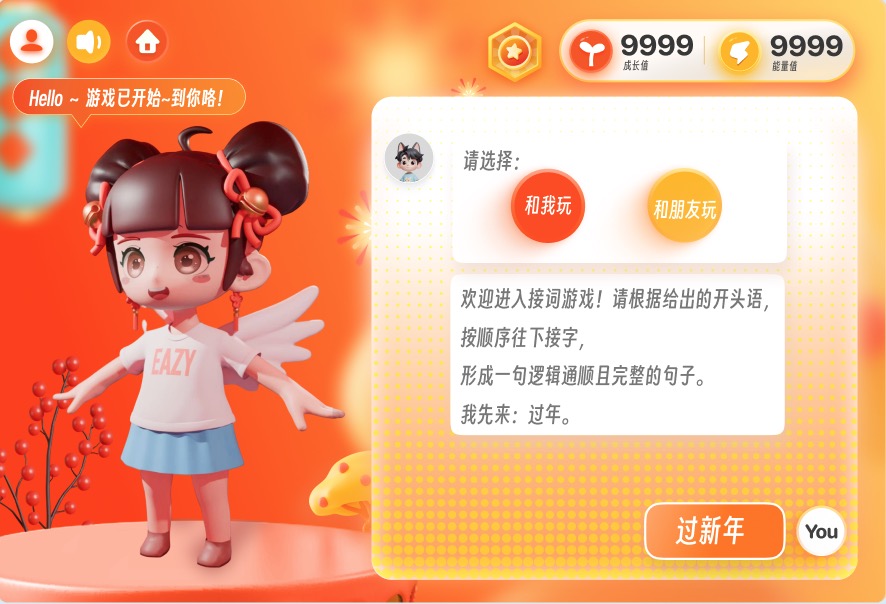 9999
成长值
9999
能量值
Hello ~ 游戏已开始~到你咯！
EAZY
请选择：
和我玩
和朋友玩
欢迎进入接词游戏！请根据给出的开头语，
按顺序往下接字，
形成一句逻辑通顺且完整的句子。
我先来：过年。
过新年
You